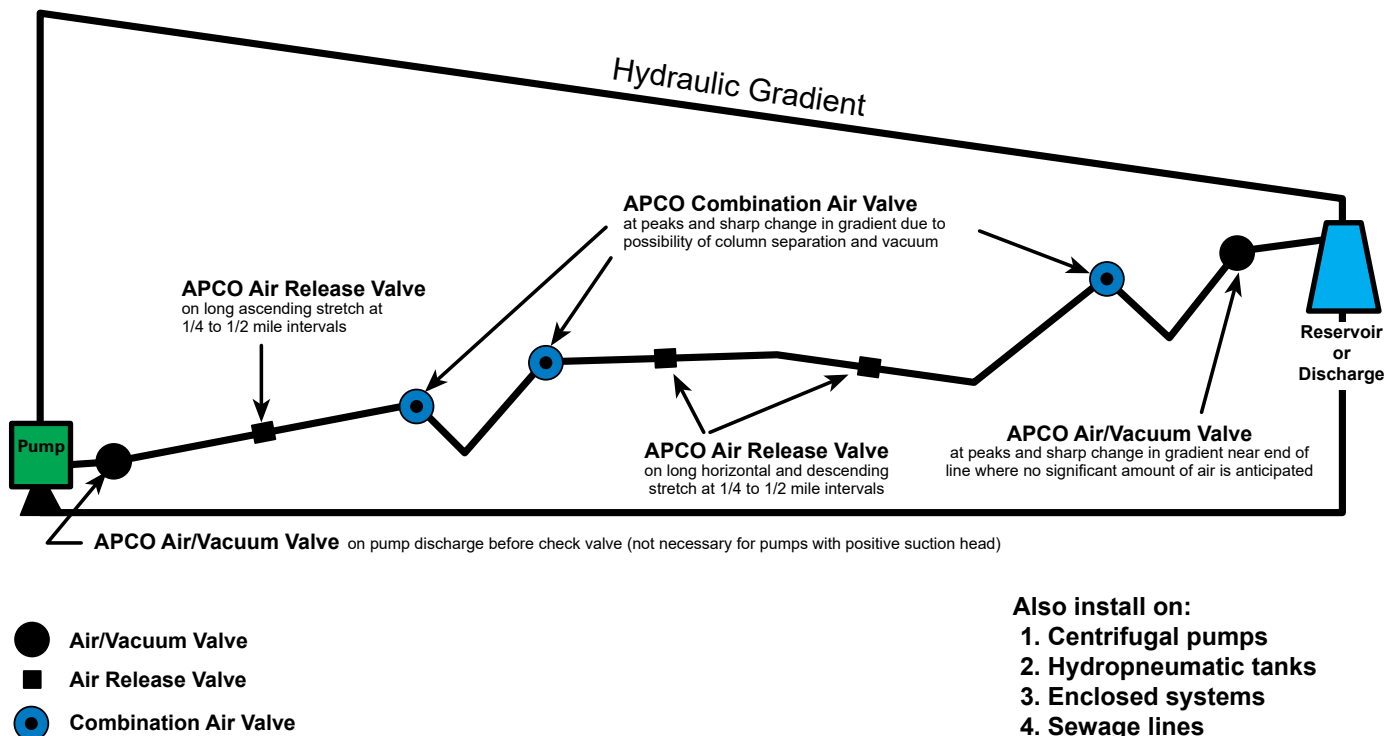 Hydraulic Gradient
APCO Combination Air Valve
at peaks and sharp change in gradient due to
possibility of column separation and vacuum
APCO Air Release Valve
on long ascending stretch at
1/4 to 1/2 mile intervals
Reservoir
or
Discharge
Pump
APCO Air Release Valve
on long horizontal and descending
stretch at 1/4 to 1/2 mile intervals
APCO Air/Vacuum Valve
at peaks and sharp change in gradient near end of
line where no significant amount of air is anticipated
APCO Air/Vacuum Valve on pump discharge before check valve (not necessary for pumps with positive suction head)
Air/Vacuum Valve
Air Release Valve
Combination Air Valve
Also install on:
1. Centrifugal pumps
2. Hydropneumatic tanks
3. Enclosed systems
4. Sewage lines